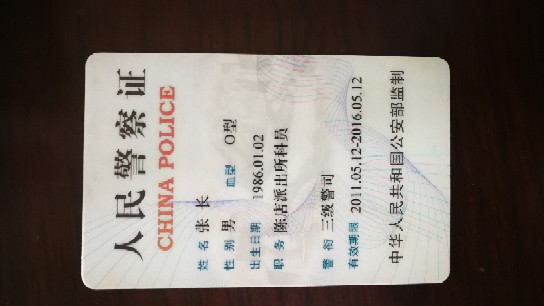 人民警察证
CHINA POLICE
姓 名 张 长
性 别 男 血型 O型
出生日期 1986.01.02
职 务 陈店派出所科员
警 衔 三级警司
有效期限 2011.05.12-2016.05.12
中华人民共和国公安部监制